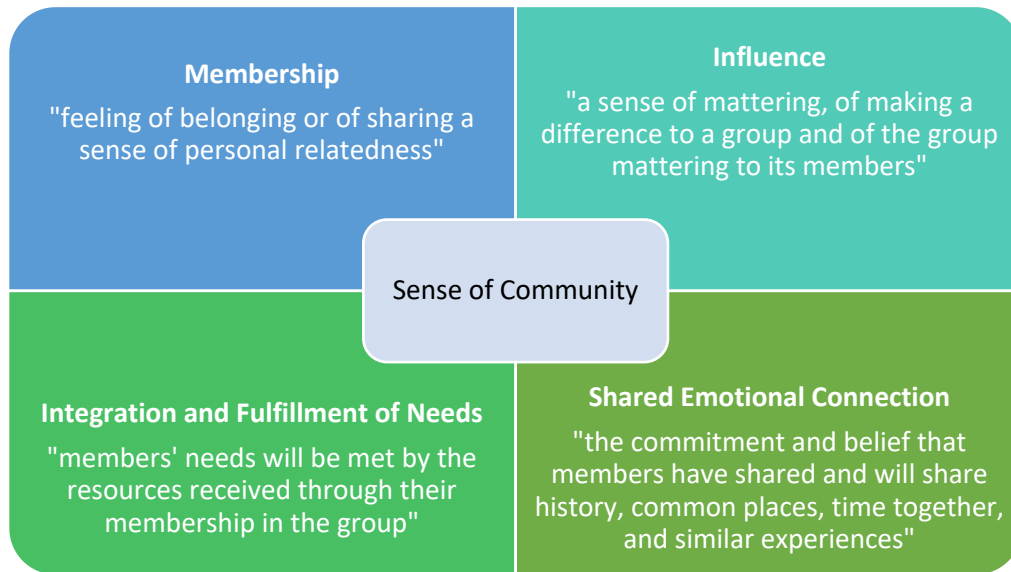 Membership
"feeling of belonging or of sharing a
sense of personal relatedness"
Influence
"a sense of mattering, of making a
difference to a group and of the group
mattering to its members"
Sense of Community
Integration and Fulfillment of Needs
"members' needs will be met by the
resources received through their
membership in the group"
Shared Emotional Connection
"the commitment and belief that
members have shared and will share
history, common places, time together,
and similar experiences"